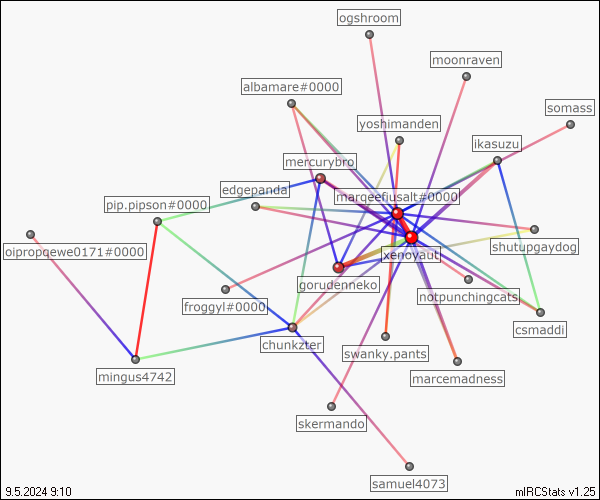 ogshroom
moonraven
albamare#0000
somass
yoshimanden
ikasuzu
mercurybro
edgepanda
marqeefjusalt#0000
pip.pipson#0000
oipropqewe0171#0000
xenoyaut
shutupgaydog
gorudenneko
notpunchingcats
froggyl#0000
csmaddi
chunkzter
swanky.pants
mingus4742
marcemadness
skermando
samuel4073
9.5.2024 9:10
mIRCStats v1.25